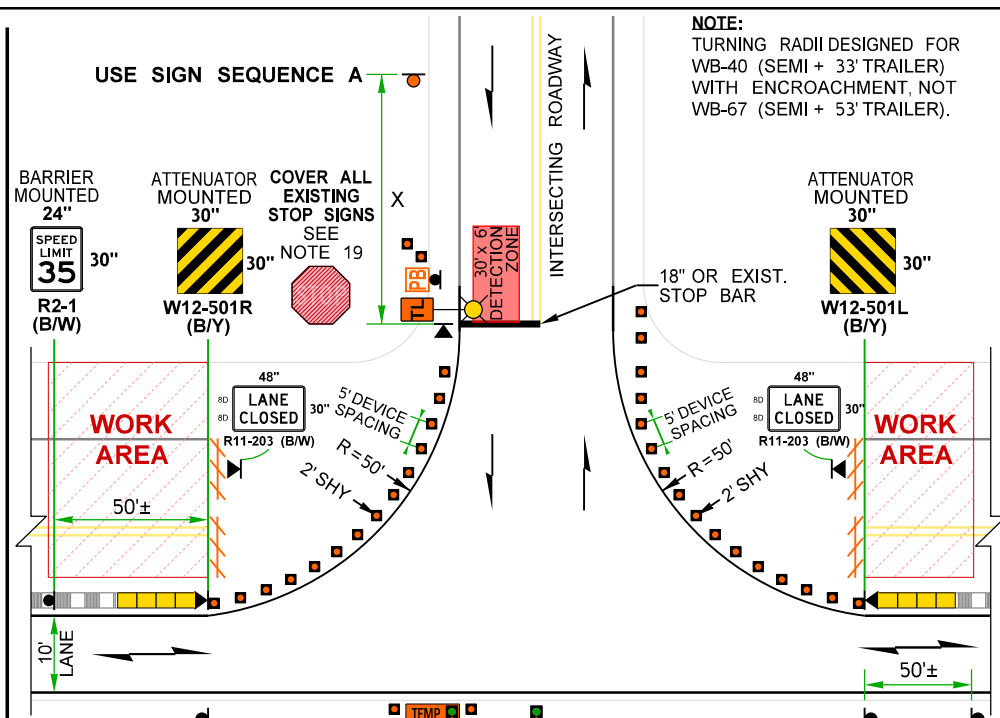 NOTE:
TURNING RADII DESIGNED FOR
WB-40 (SEMI + 33' TRAILER)
WITH ENCROACHMENT, NOT
WB-67 (SEMI + 53' TRAILER).
USE SIGN SEQUENCE A
X
INTERSECTING ROADWAY
BARRIER
MOUNTED
24"
SPEED
LIMIT
35
30"
R2-1
(B/W)
ATTENUATOR
MOUNTED
30"
30"
W12-501R
(B/Y)
COVER ALL
EXISTING
STOP SIGNS
SEE
NOTE 19
STOP
PB
TL
30' x 6'
DETECTION
ZONE
18" OR EXIST.
STOP BAR
ATTENUATOR
MOUNTED
30"
30"
W12-501L
(B/Y)
WORK
AREA
48"
8D
8D
LANE
CLOSED
30"
R11-203 (B/W)
5' DEVICE
SPACING
R = 50'
2' SHY
5' DEVICE
SPACING
R = 50'
2' SHY
48"
8D
8D
LANE
CLOSED
30"
R11-203 (B/W)
WORK
AREA
50'±
10'
LANE
50'±
TEMP